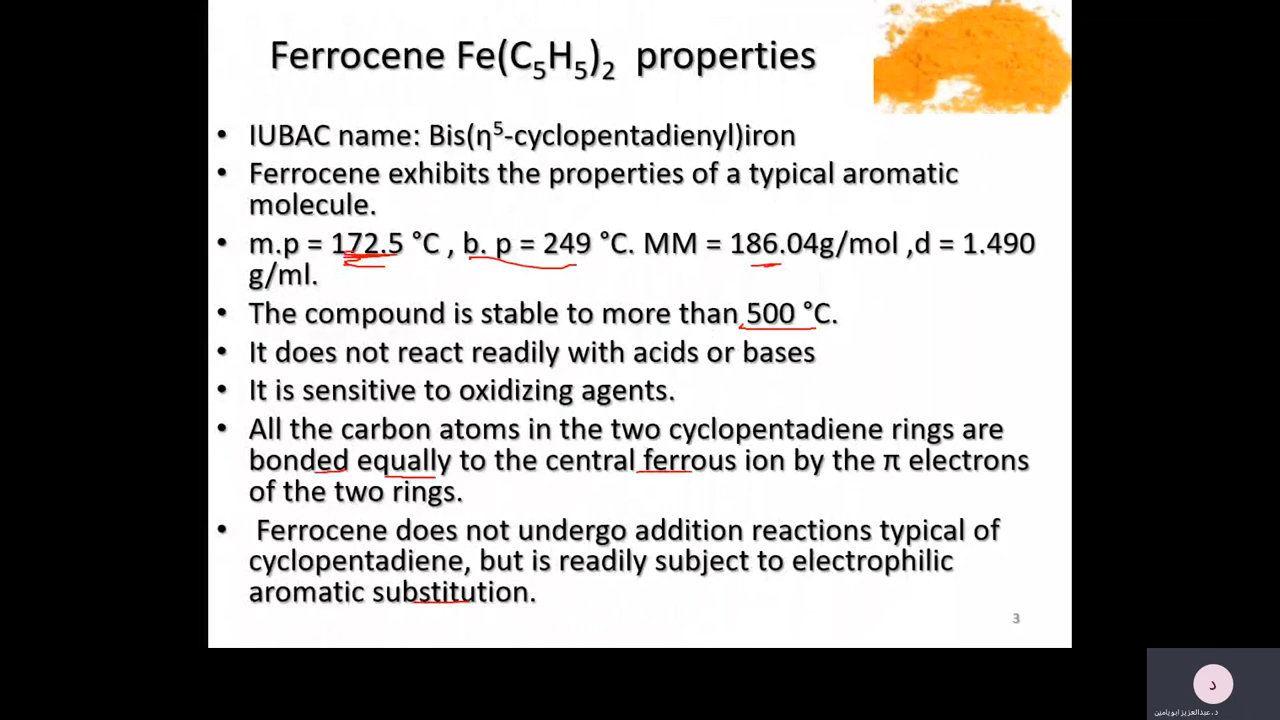 Ferrocene Fe(C₅H₅)₂ properties
• IUBAC name: Bis(η⁵-cyclopentadienyl)iron
• Ferrocene exhibits the properties of a typical aromatic
molecule.
• m.p = 172.5 °C , b. p = 249 °C. MM = 186.04g/mol ,d = 1.490
g/ml.
• The compound is stable to more than 500 °C.
• It does not react readily with acids or bases
• It is sensitive to oxidizing agents.
• All the carbon atoms in the two cyclopentadiene rings are
bonded equally to the central ferrous ion by the π electrons
of the two rings.
• Ferrocene does not undergo addition reactions typical of
cyclopentadiene, but is readily subject to electrophilic
aromatic substitution.
3
د
د. عبدالعزيز ابويامين